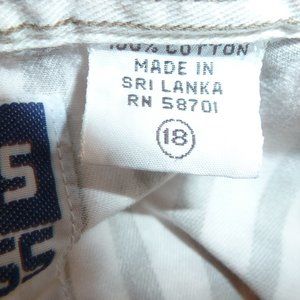 100% COTTON
MADE IN
SRI LANKA
RN 58701
18
S